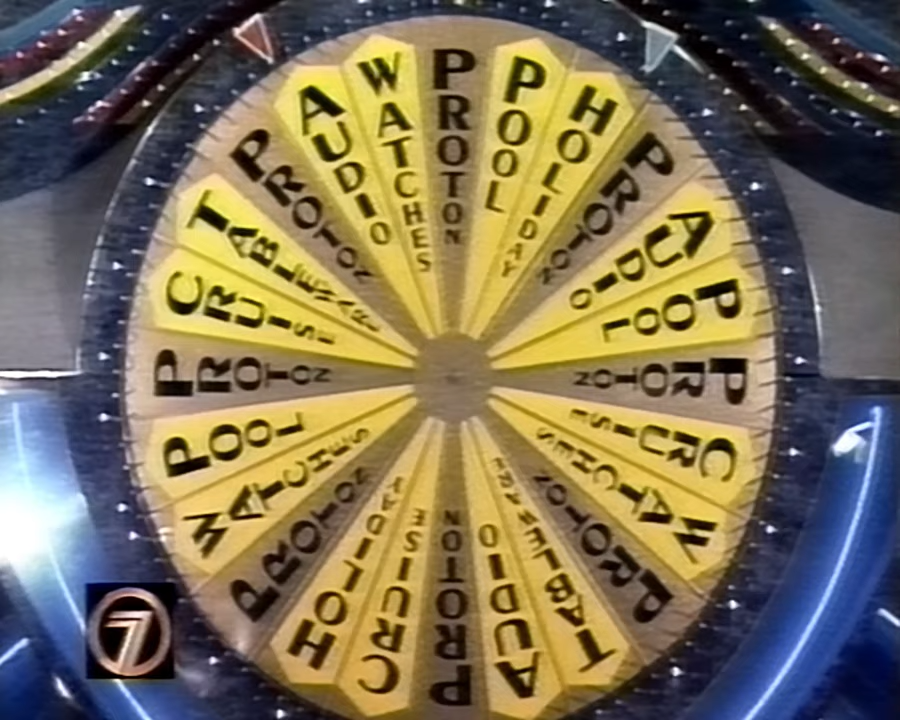 PROTON
POOL
HOLIDAY
PROTON
AUDIO
POOL
PROTON
CRUISE
WATCHES
PROTON
TABLEWARE
AUDIO
PROTON
CRUISE
HOLIDAY
PROTON
WATCHES
POOL
PROTON
CRUISE
TABLEWARE
PROTON
AUDIO
WATCHES
7